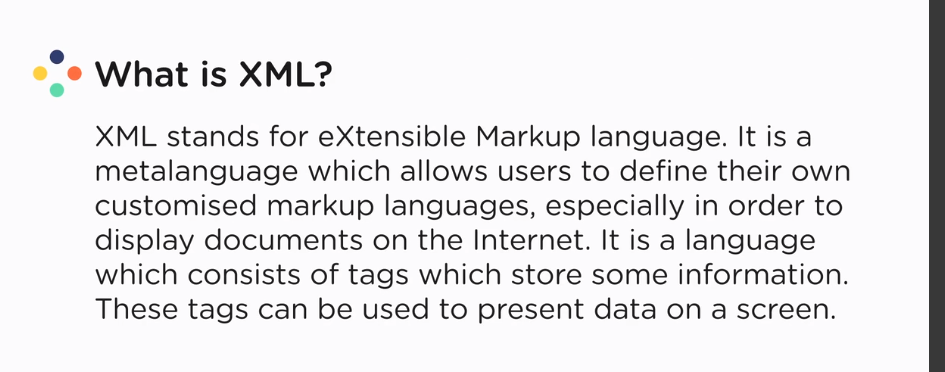 What is XML?
XML stands for eXtensible Markup language. It is a
metalanguage which allows users to define their own
customised markup languages, especially in order to
display documents on the Internet. It is a language
which consists of tags which store some information.
These tags can be used to present data on a screen.